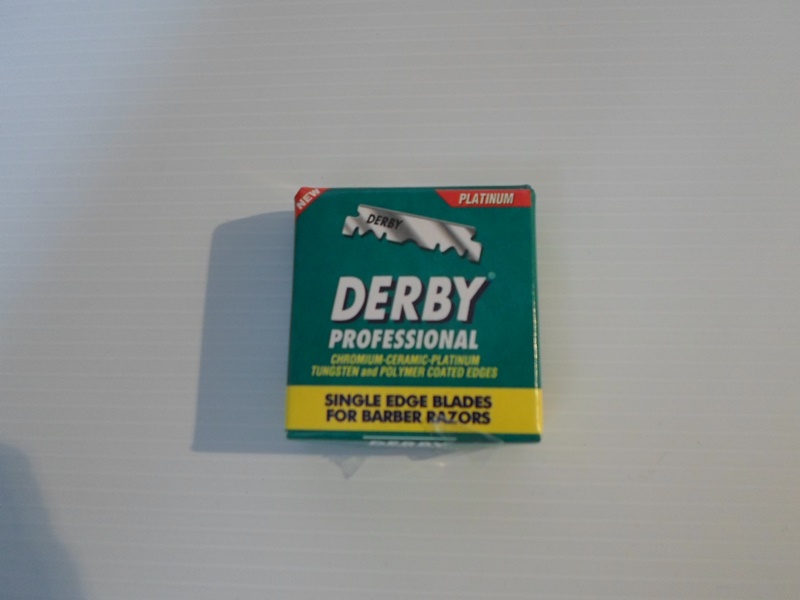 NEW
PLATINUM
DERBY
DERBY®
PROFESSIONAL
CHROMIUM-CERAMIC-PLATINUM
TUNGSTEN and POLYMER COATED EDGES
SINGLE EDGE BLADES
FOR BARBER RAZORS
DERBY